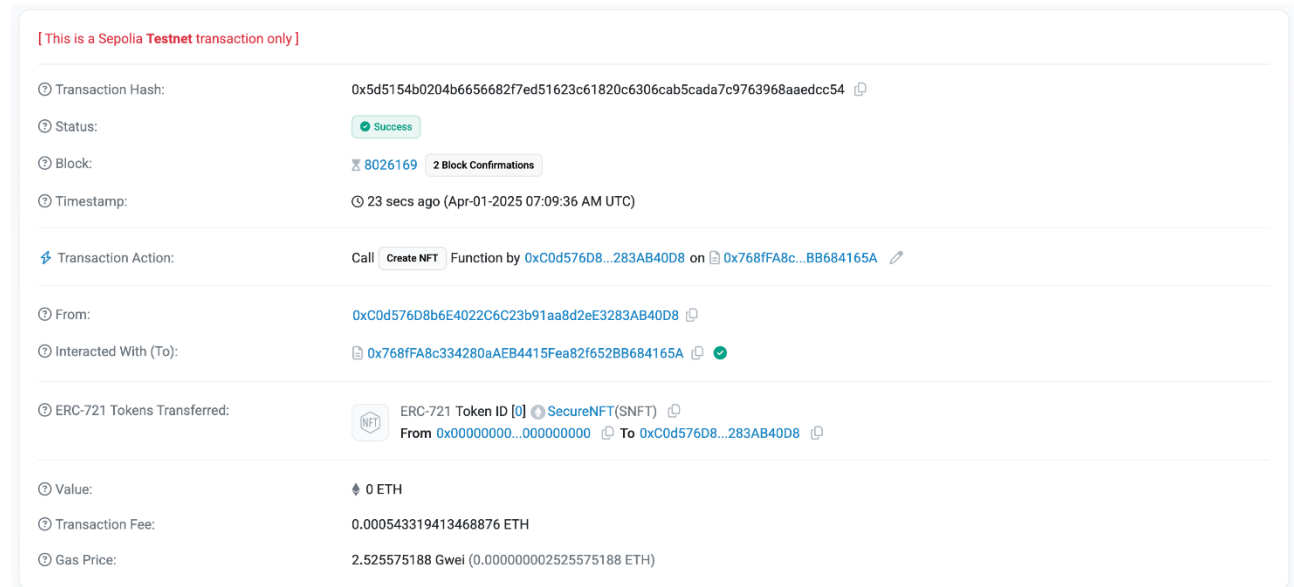 [ This is a Sepolia Testnet transaction only ]
Transaction Hash: 0x5d5154b0204b6656682f7ed51623c61820c6306cab5cada7c9763968aaedcc54
Status: Success
Block: 8026169 2 Block Confirmations
Timestamp: 23 secs ago (Apr-01-2025 07:09:36 AM UTC)
Transaction Action: Call Create NFT Function by 0xC0d576D8...283AB40D8 on 0x768fFA8c...BB684165A
From: 0xC0d576D8b6E4022C6C23b91aa8d2eE3283AB40D8
Interacted With (To): 0x768fFA8c334280aAEB4415Fea82f652BB684165A
ERC-721 Tokens Transferred: NFT ERC-721 Token ID [0] SecureNFT(SNFT)
From 0x00000000...000000000 To 0xC0d576D8...283AB40D8
Value: 0 ETH
Transaction Fee: 0.000543319413468876 ETH
Gas Price: 2.525575188 Gwei (0.000000002525575188 ETH)